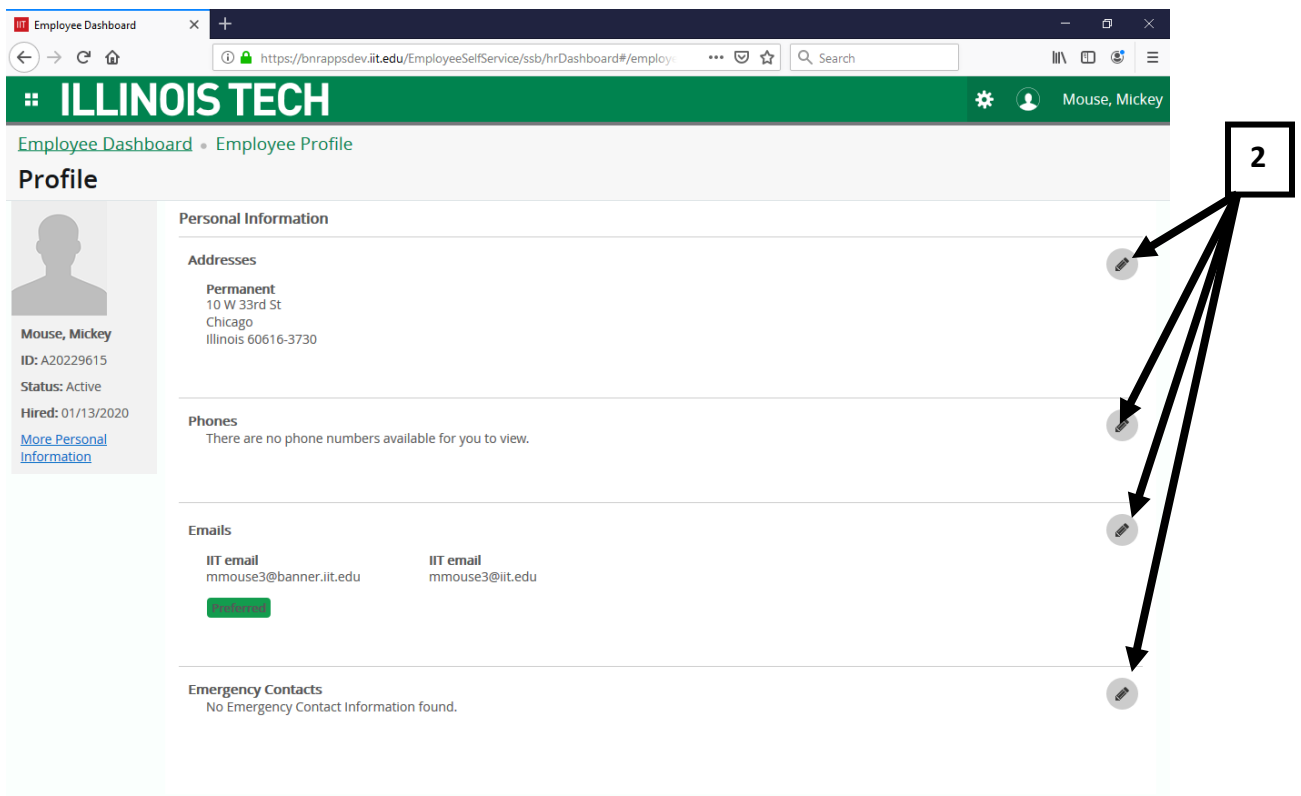 IIT Employee Dashboard
https://bnrappsdev.iit.edu/EmployeeSelfService/ssb/hrDashboard#/employe
Search
ILLINOIS TECH
Mouse, Mickey
Employee Dashboard • Employee Profile
2
Profile
Personal Information
Addresses
Permanent
10 W 33rd St
Chicago
Illinois 60616-3730
Mouse, Mickey
ID: A20229615
Status: Active
Hired: 01/13/2020
More Personal
Information
Phones
There are no phone numbers available for you to view.
Emails
IIT email IIT email
mmouse3@banner.iit.edu mmouse3@iit.edu
Preferred
Emergency Contacts
No Emergency Contact Information found.